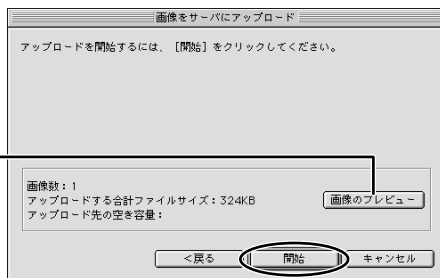 画像をサーバにアップロード
アップロードを開始するには、［開始］をクリックしてください。
画像数：1
アップロードする合計ファイルサイズ：324KB
アップロード先の空き容量：
画像のプレビュー
<戻る
開始
キャンセル